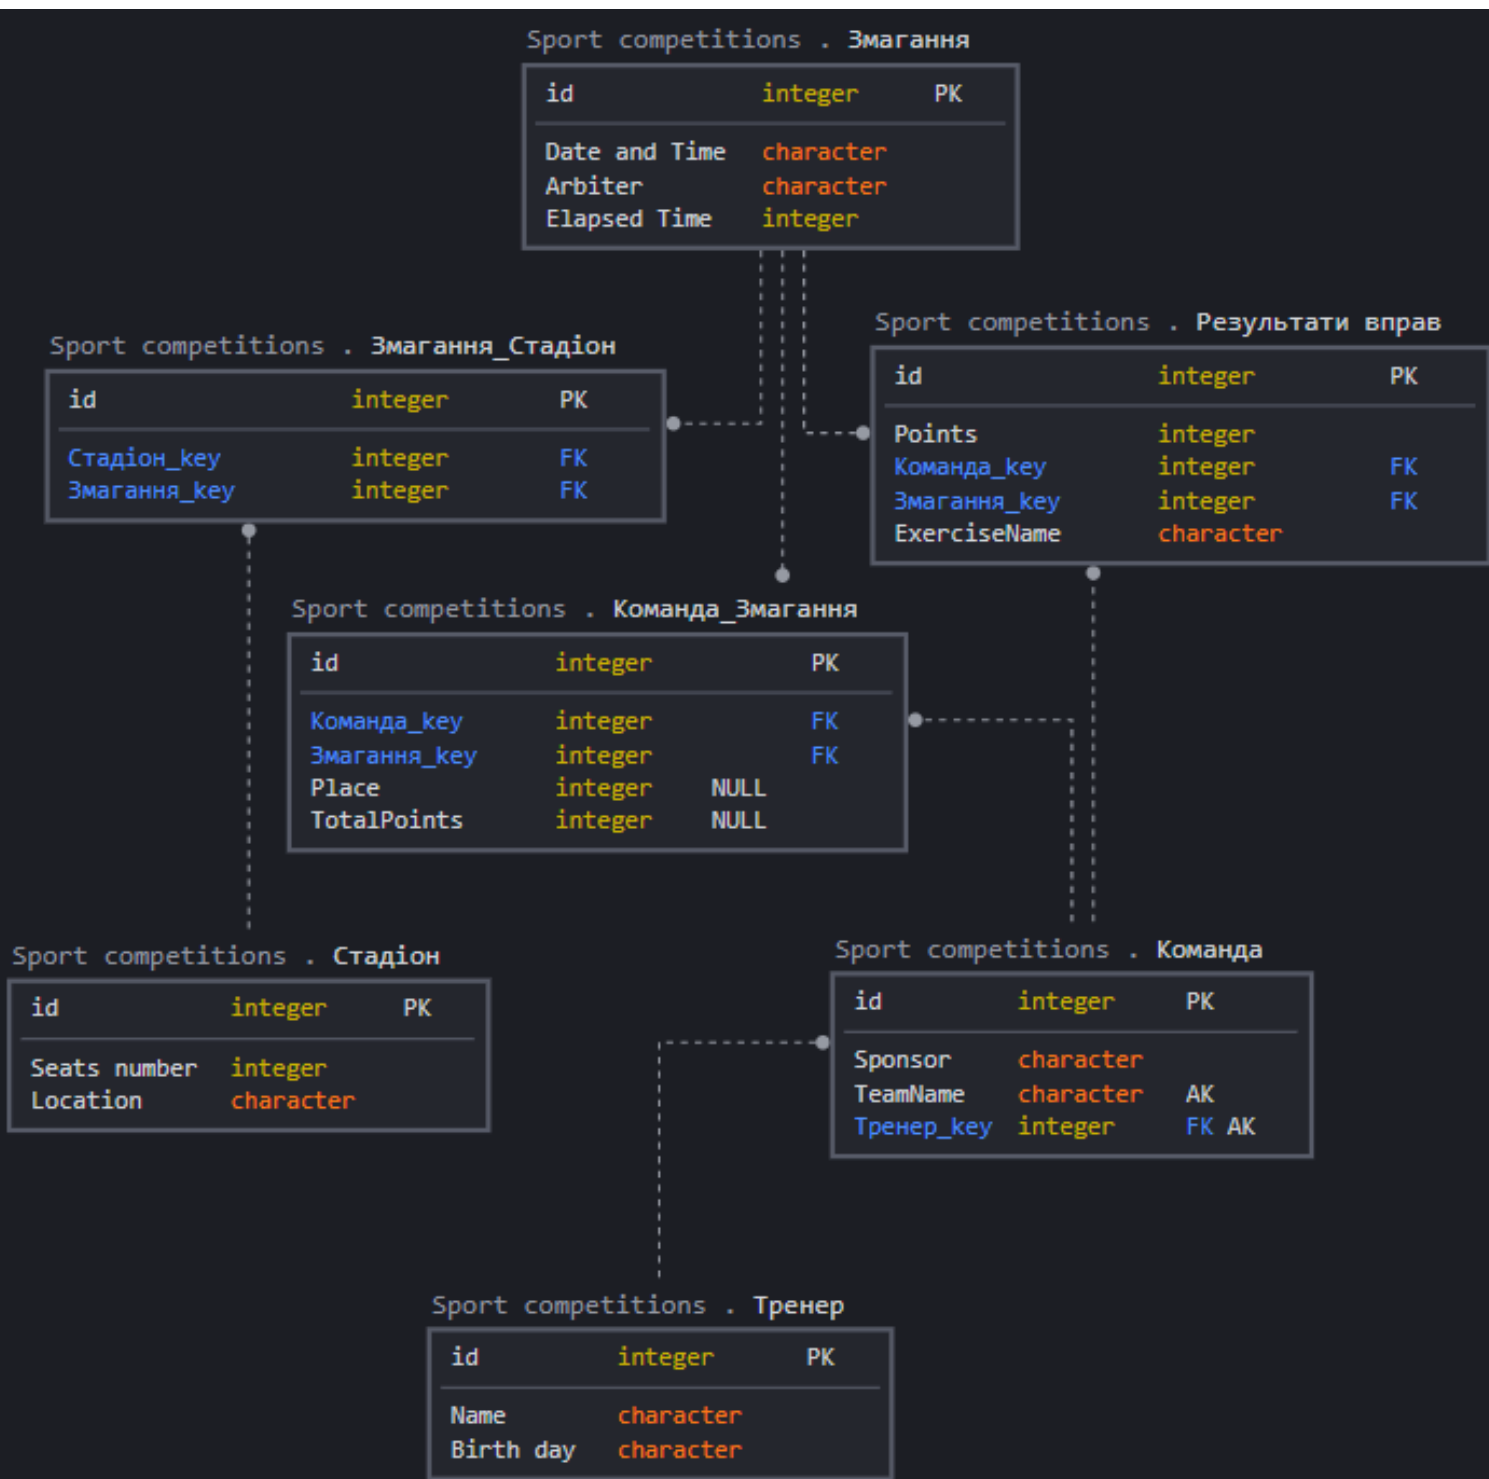 Sport competitions . Змагання
id integer PK
Date and Time character
Arbiter character
Elapsed Time integer
Sport competitions . Змагання_Стадіон
id integer PK
Стадіон_key integer FK
Змагання_key integer FK
Sport competitions . Результати вправ
id integer PK
Points integer
Команда_key integer FK
Змагання_key integer FK
ExerciseName character
Sport competitions . Команда_Змагання
id integer PK
Команда_key integer FK
Змагання_key integer FK
Place integer NULL
TotalPoints integer NULL
Sport competitions . Стадіон
id integer PK
Seats number integer
Location character
Sport competitions . Команда
id integer PK
Sponsor character
TeamName character AK
Тренер_key integer FK AK
Sport competitions . Тренер
id integer PK
Name character
Birth day character